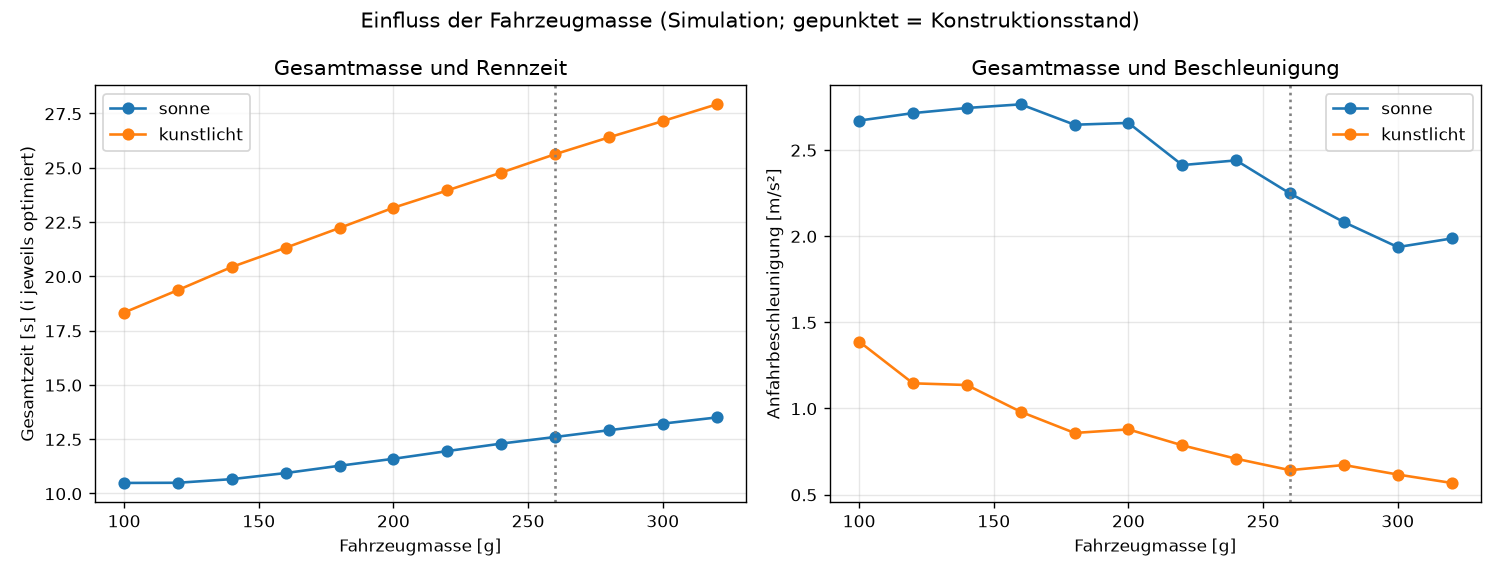 Einfluss der Fahrzeugmasse (Simulation; gepunktet = Konstruktionsstand)
Gesamtmasse und Rennzeit
sonne
kunstlicht
27.5
25.0
22.5
20.0
17.5
15.0
12.5
10.0
Gesamtzeit [s] (i jeweils optimiert)
100
150
200
250
300
Fahrzeugmasse [g]
Gesamtmasse und Beschleunigung
sonne
kunstlicht
2.5
2.0
1.5
1.0
0.5
Anfahrbeschleunigung [m/s²]
100
150
200
250
300
Fahrzeugmasse [g]